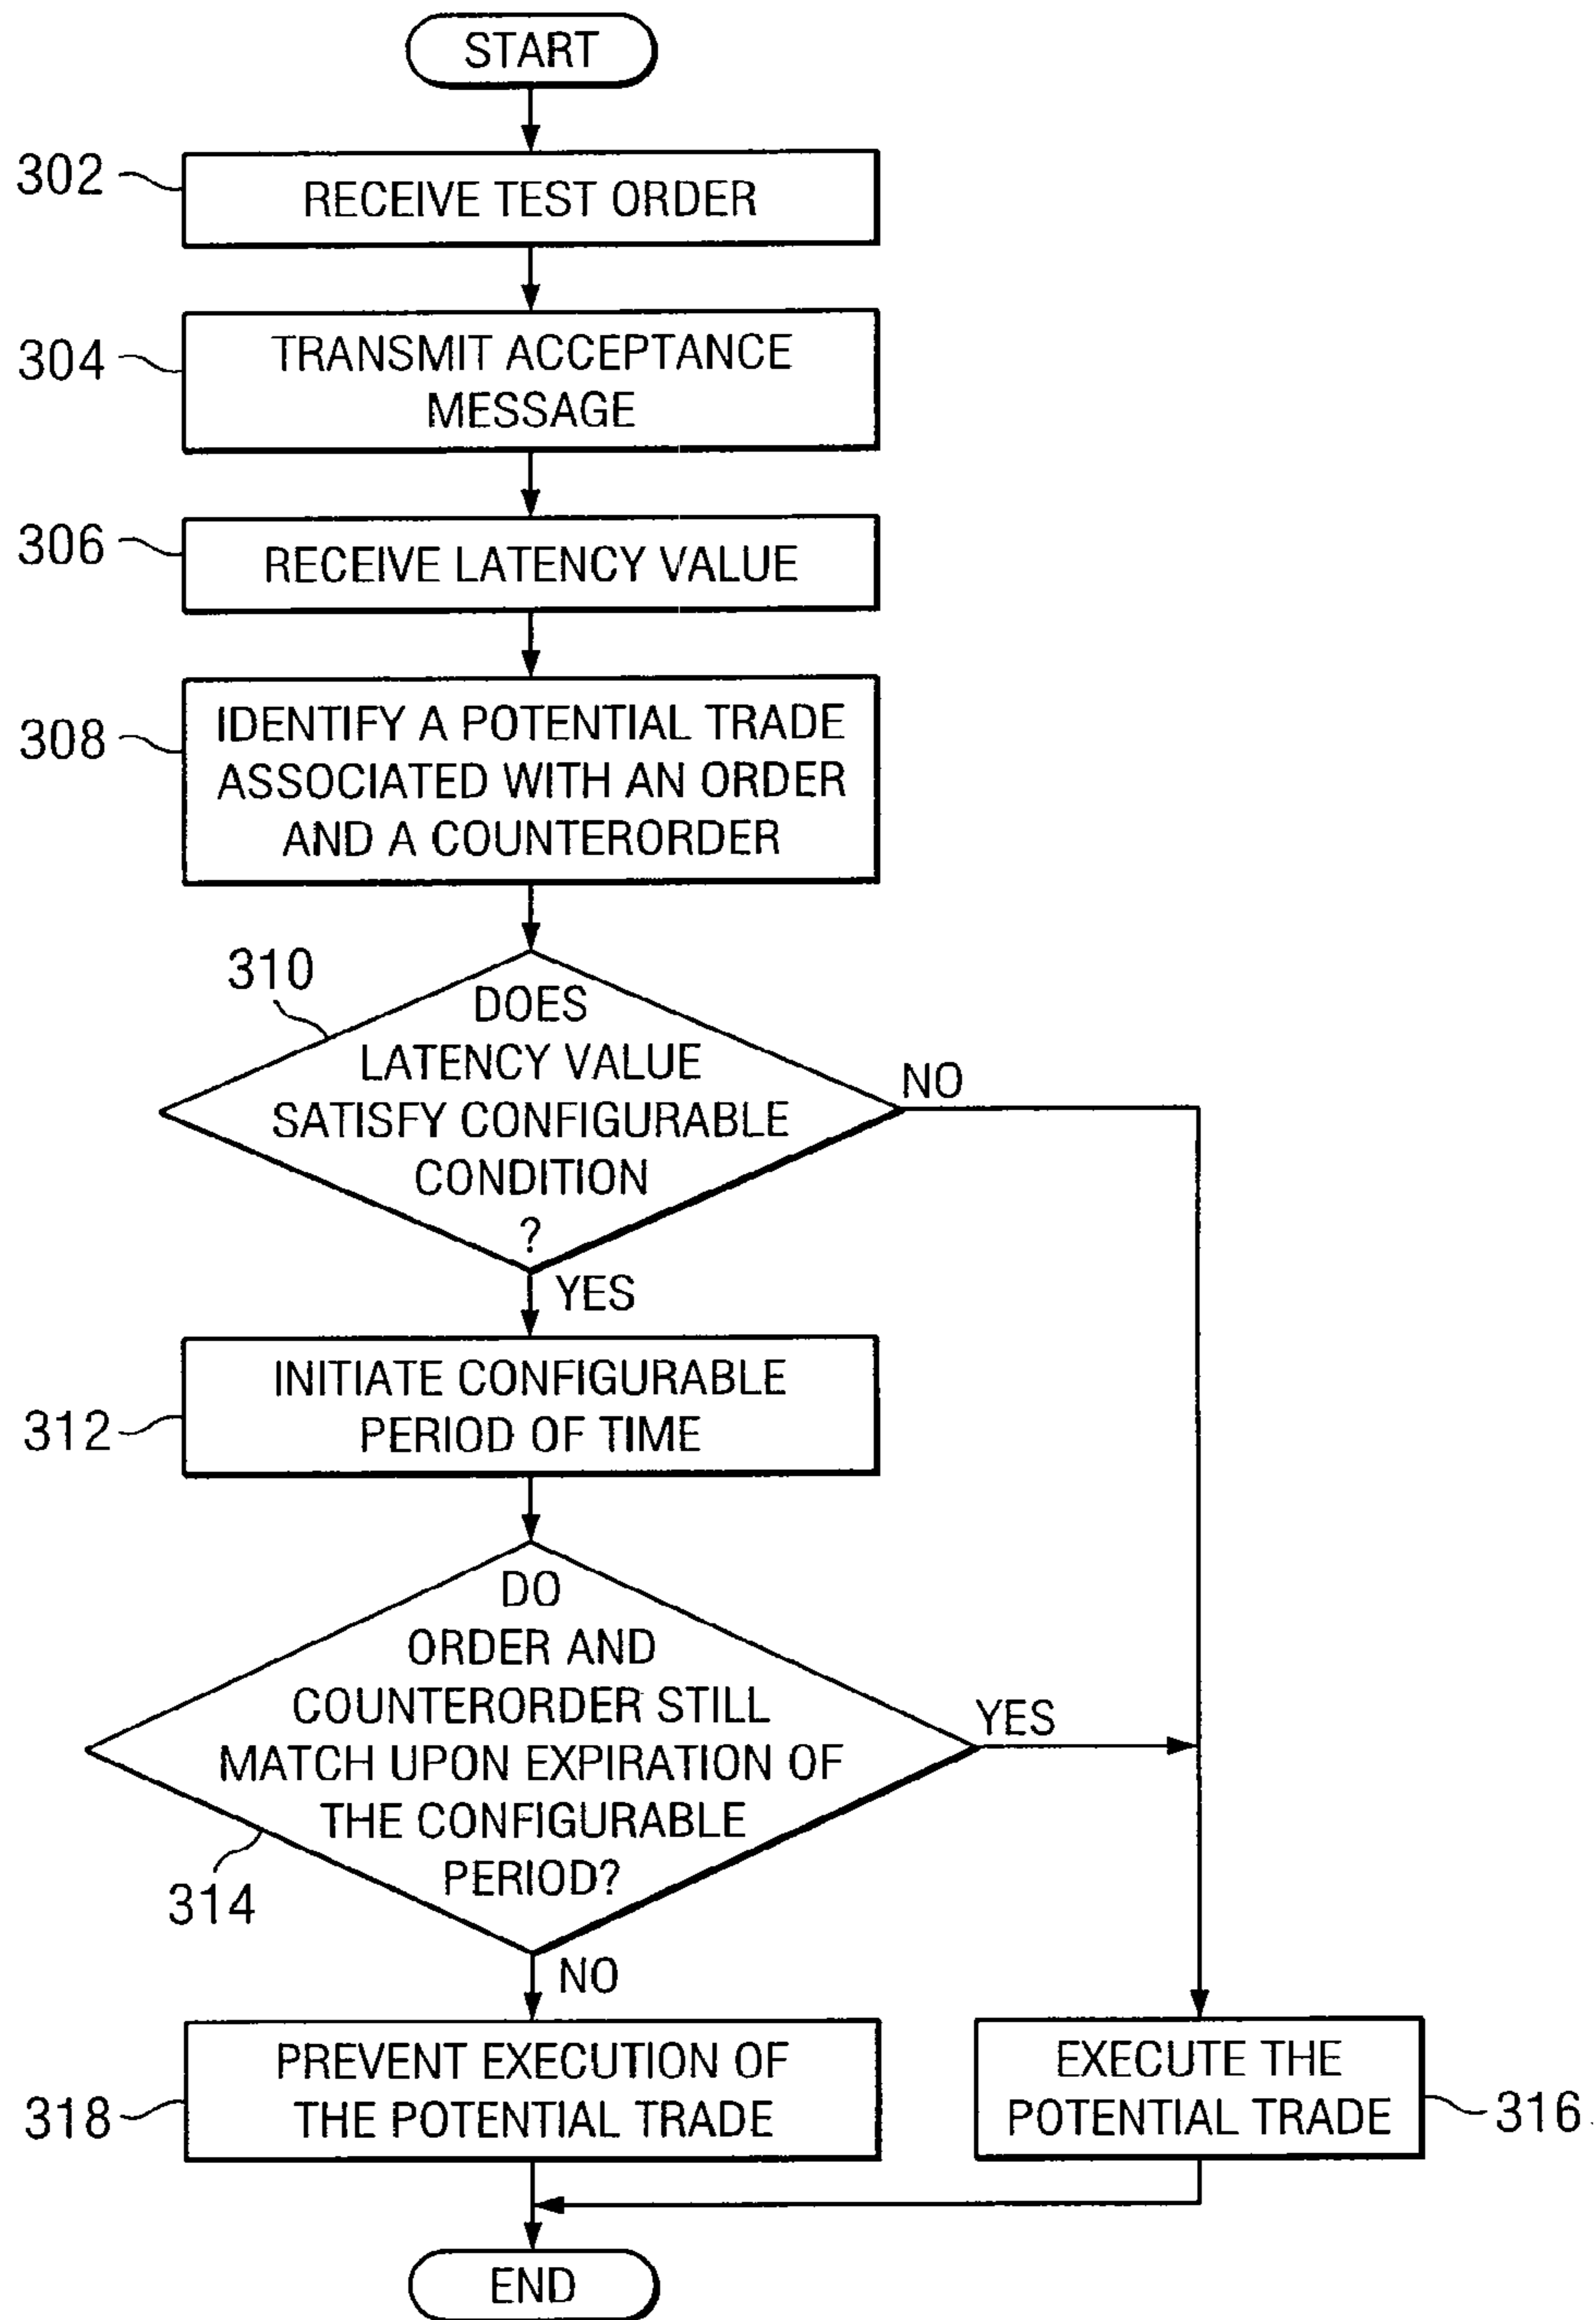 START
302
RECEIVE TEST ORDER
304
TRANSMIT ACCEPTANCE
MESSAGE
306
RECEIVE LATENCY VALUE
308
IDENTIFY A POTENTIAL TRADE
ASSOCIATED WITH AN ORDER
AND A COUNTERORDER
310
DOES
LATENCY VALUE
SATISFY CONFIGURABLE
CONDITION
?
NO
YES
312
INITIATE CONFIGURABLE
PERIOD OF TIME
DO
ORDER AND
COUNTERORDER STILL
MATCH UPON EXPIRATION OF
THE CONFIGURABLE
PERIOD?
314
YES
NO
318
PREVENT EXECUTION OF
THE POTENTIAL TRADE
EXECUTE THE
POTENTIAL TRADE
316
END